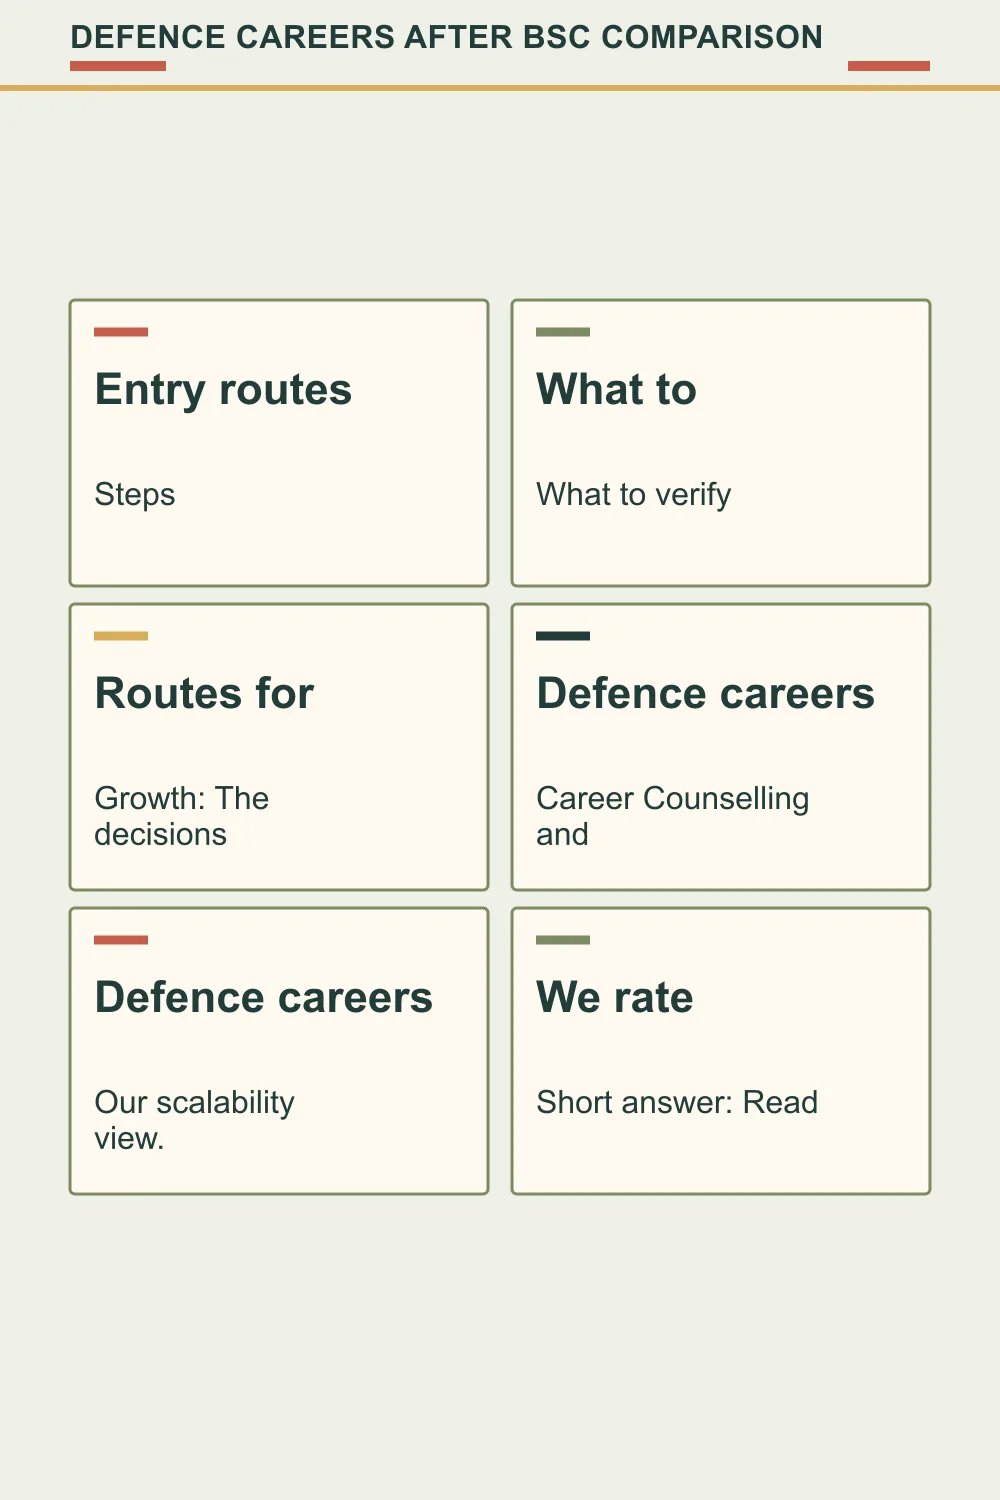 DEFENCE CAREERS AFTER BSC COMPARISON
Entry routes
Steps
What to
What to verify
Routes for
Growth: The
decisions
Defence careers
Career Counselling
and
Defence careers
Our scalability
view.
We rate
Short answer: Read